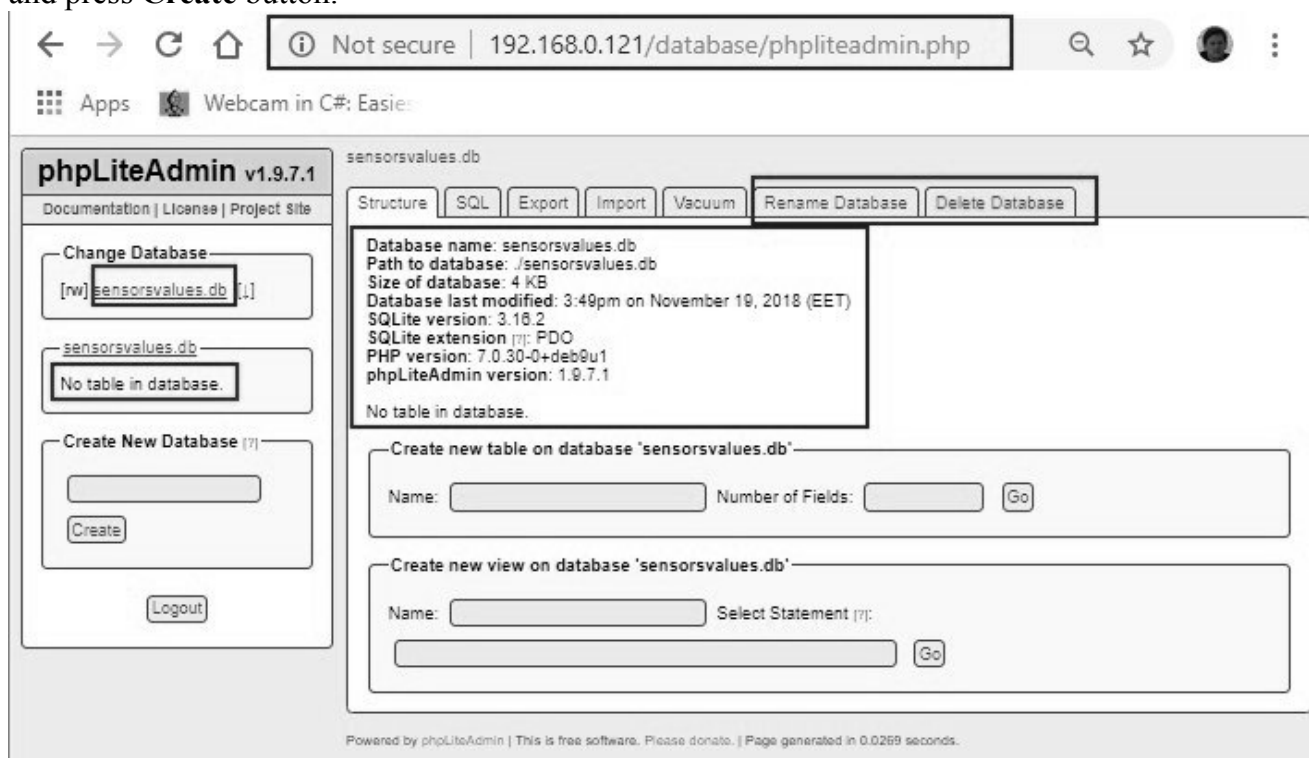 and press Create button.
Not secure | 192.168.0.121/database/phpliteadmin.php
Apps Webcam in C#: Easie
phpLiteAdmin v1.9.7.1
Documentation | License | Project Site
Change Database
[rw] sensorsvalues.db [↓]
sensorsvalues.db
No table in database.
Create New Database [?]
Create
Logout
sensorsvalues.db
Structure SQL Export Import Vacuum Rename Database Delete Database
Database name: sensorsvalues.db
Path to database: ./sensorsvalues.db
Size of database: 4 KB
Database last modified: 3:49pm on November 19, 2018 (EET)
SQLite version: 3.16.2
SQLite extension [?]: PDO
PHP version: 7.0.30-0+deb9u1
phpLiteAdmin version: 1.9.7.1
No table in database.
Create new table on database 'sensorsvalues.db'
Name: Number of Fields: Go
Create new view on database 'sensorsvalues.db'
Name: Select Statement [?]:
Go
Powered by phpLiteAdmin | This is free software. Please donate. | Page generated in 0.0269 seconds.